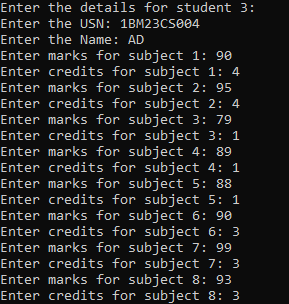 Enter the details for student 3:
Enter the USN: 1BM23CS004
Enter the Name: AD
Enter marks for subject 1: 90
Enter credits for subject 1: 4
Enter marks for subject 2: 95
Enter credits for subject 2: 4
Enter marks for subject 3: 79
Enter credits for subject 3: 1
Enter marks for subject 4: 89
Enter credits for subject 4: 1
Enter marks for subject 5: 88
Enter credits for subject 5: 1
Enter marks for subject 6: 90
Enter credits for subject 6: 3
Enter marks for subject 7: 99
Enter credits for subject 7: 3
Enter marks for subject 8: 93
Enter credits for subject 8: 3